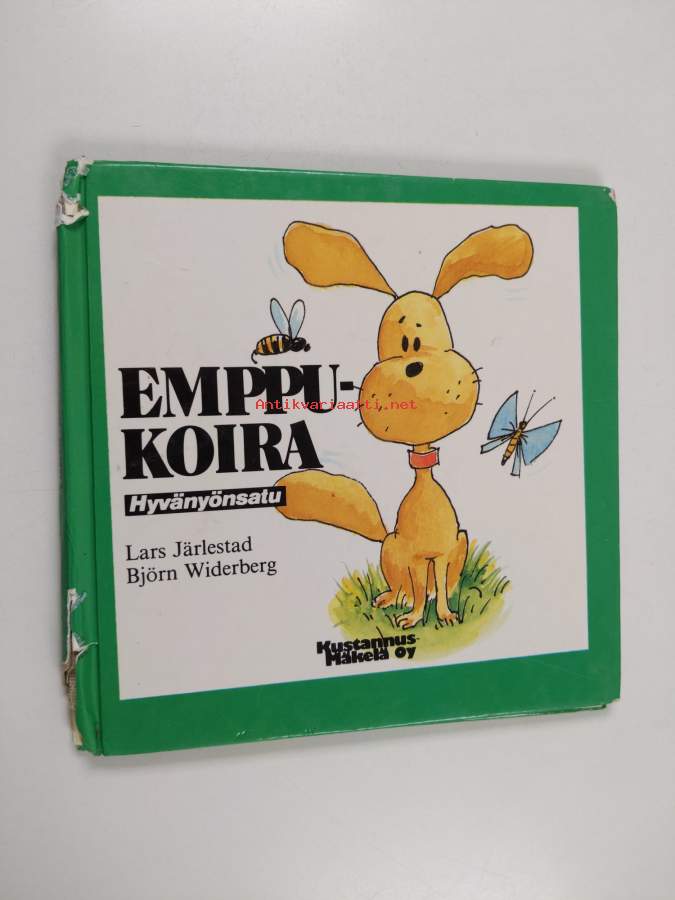 EMPPU-
Antikvariaatti.net
KOIRA
Hyvänyönsatu
Lars Järlestad
Björn Widerberg
Kustannus-
Mäkelä Oy